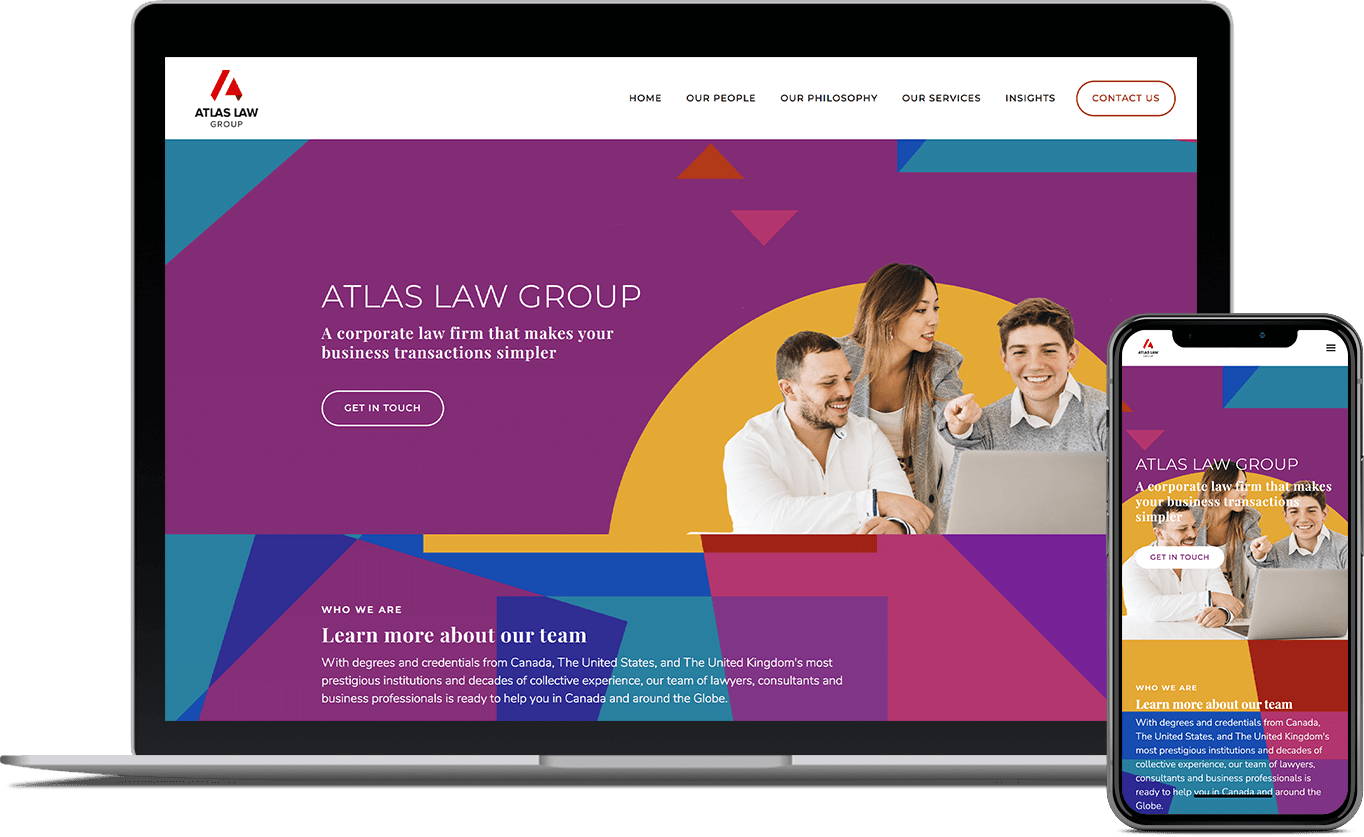 ATLAS LAW
GROUP
HOME OUR PEOPLE OUR PHILOSOPHY OUR SERVICES INSIGHTS CONTACT US
ATLAS LAW GROUP
A corporate law firm that makes your
business transactions simpler
GET IN TOUCH
WHO WE ARE
Learn more about our team
With degrees and credentials from Canada, The United States, and The United Kingdom's most
prestigious institutions and decades of collective experience, our team of lawyers, consultants and
business professionals is ready to help you in Canada and around the Globe.
ATLAS LAW
GROUP
ATLAS LAW GROUP
A corporate law firm that makes
your business transactions
simpler
GET IN TOUCH
WHO WE ARE
Learn more about our team
With degrees and credentials from Canada,
The United States, and The United Kingdom's
most prestigious institutions and decades of
collective experience, our team of lawyers,
consultants and business professionals is
ready to help you in Canada and around the
Globe.